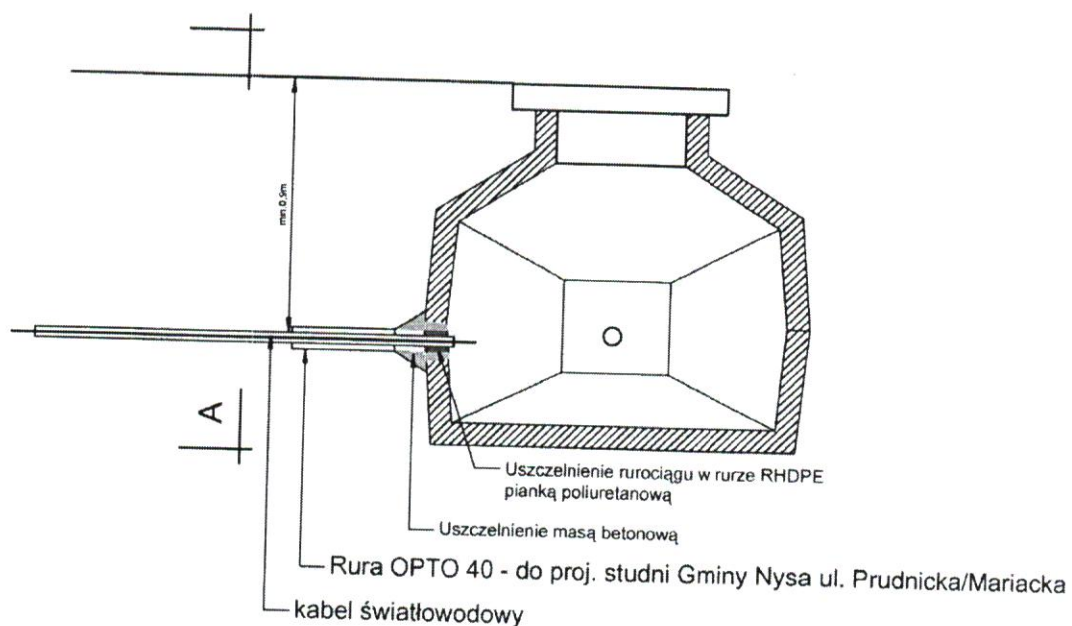 min 0,9m
A
Uszczelnienie rurociągu w rurze RHDPE
pianką poliuretanową
Uszczelnienie masą betonową
Rura OPTO 40 - do proj. studni Gminy Nysa ul. Prudnicka/Mariacka
kabel światłowodowy